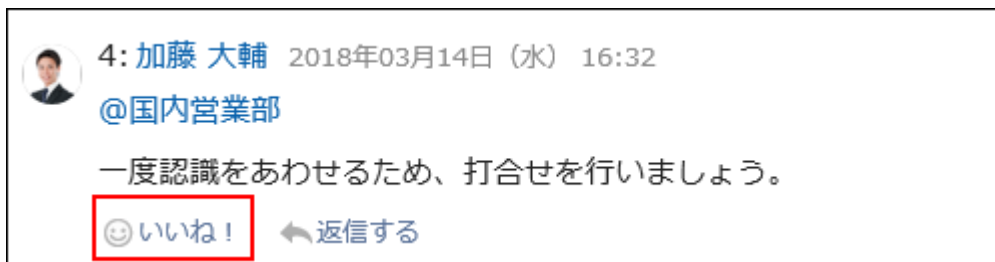 4: 加藤 大輔 2018年03月14日（水） 16:32
@国内営業部
一度認識をあわせるため、打合せを行いましょう。
いいね！ 返信する